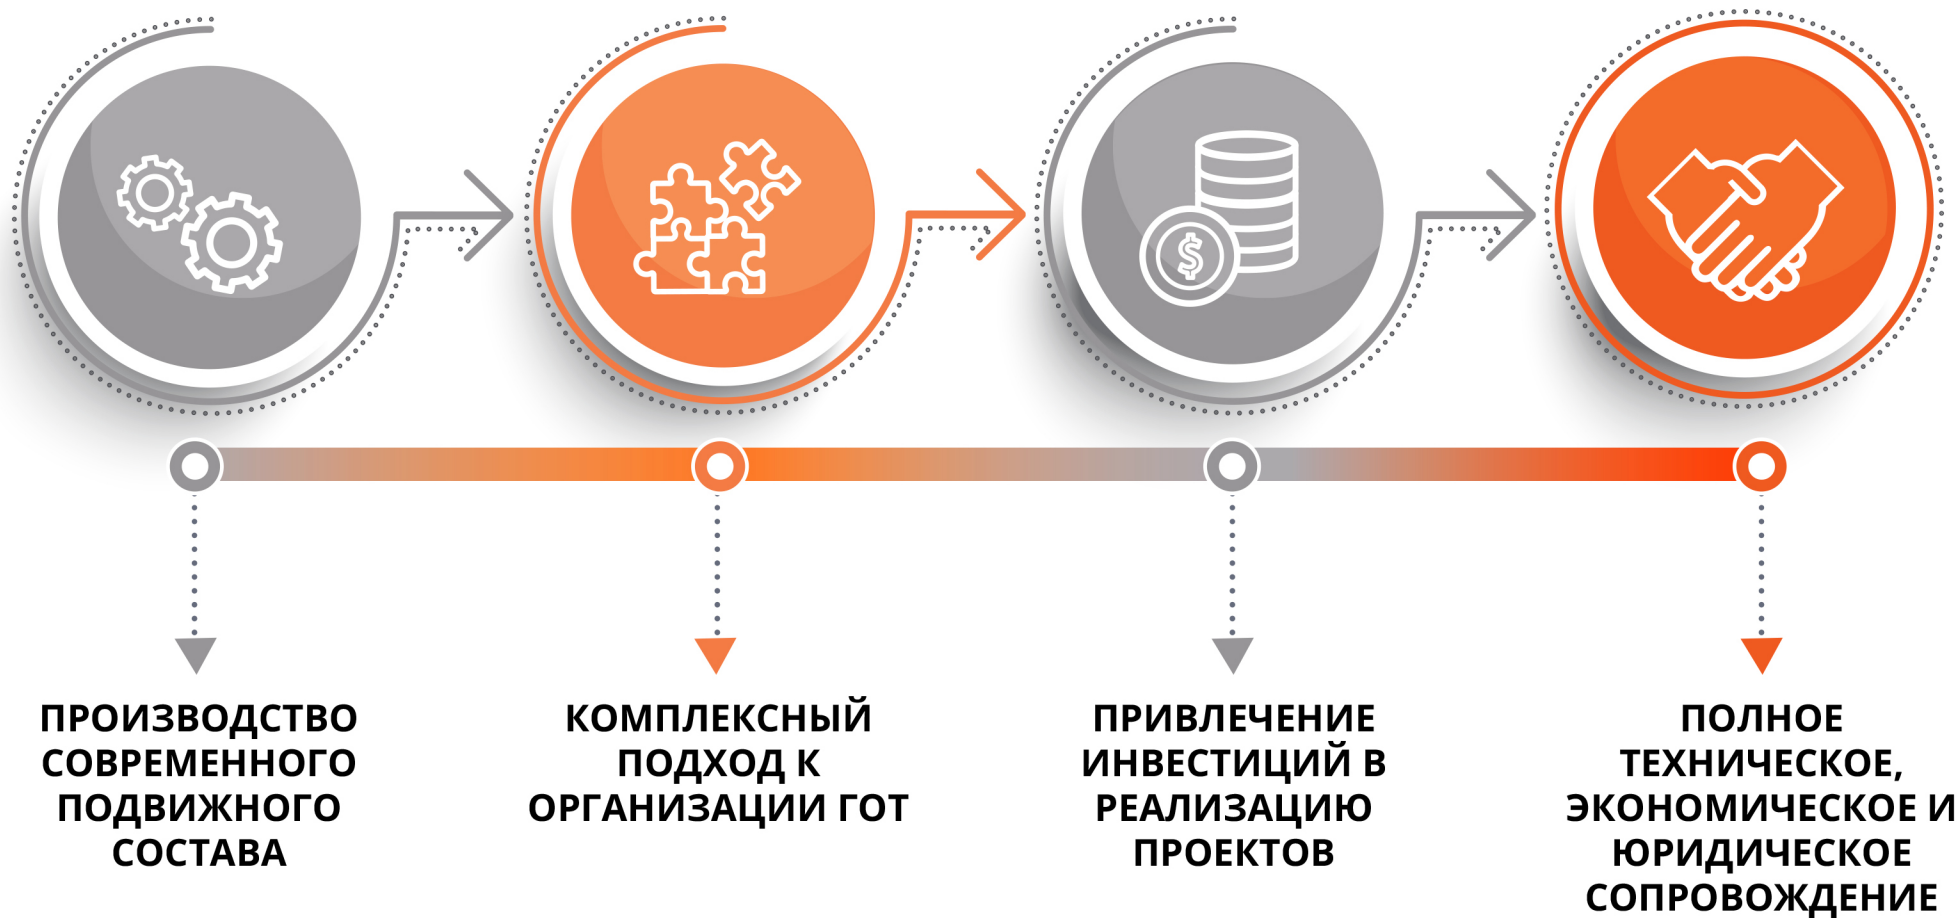 $
ПРОИЗВОДСТВО
СОВРЕМЕННОГО
ПОДВИЖНОГО
СОСТАВА
КОМПЛЕКСНЫЙ
ПОДХОД К
ОРГАНИЗАЦИИ ГОТ
ПРИВЛЕЧЕНИЕ
ИНВЕСТИЦИЙ В
РЕАЛИЗАЦИЮ
ПРОЕКТОВ
ПОЛНОЕ
ТЕХНИЧЕСКОЕ,
ЭКОНОМИЧЕСКОЕ И
ЮРИДИЧЕСКОЕ
СОПРОВОЖДЕНИЕ